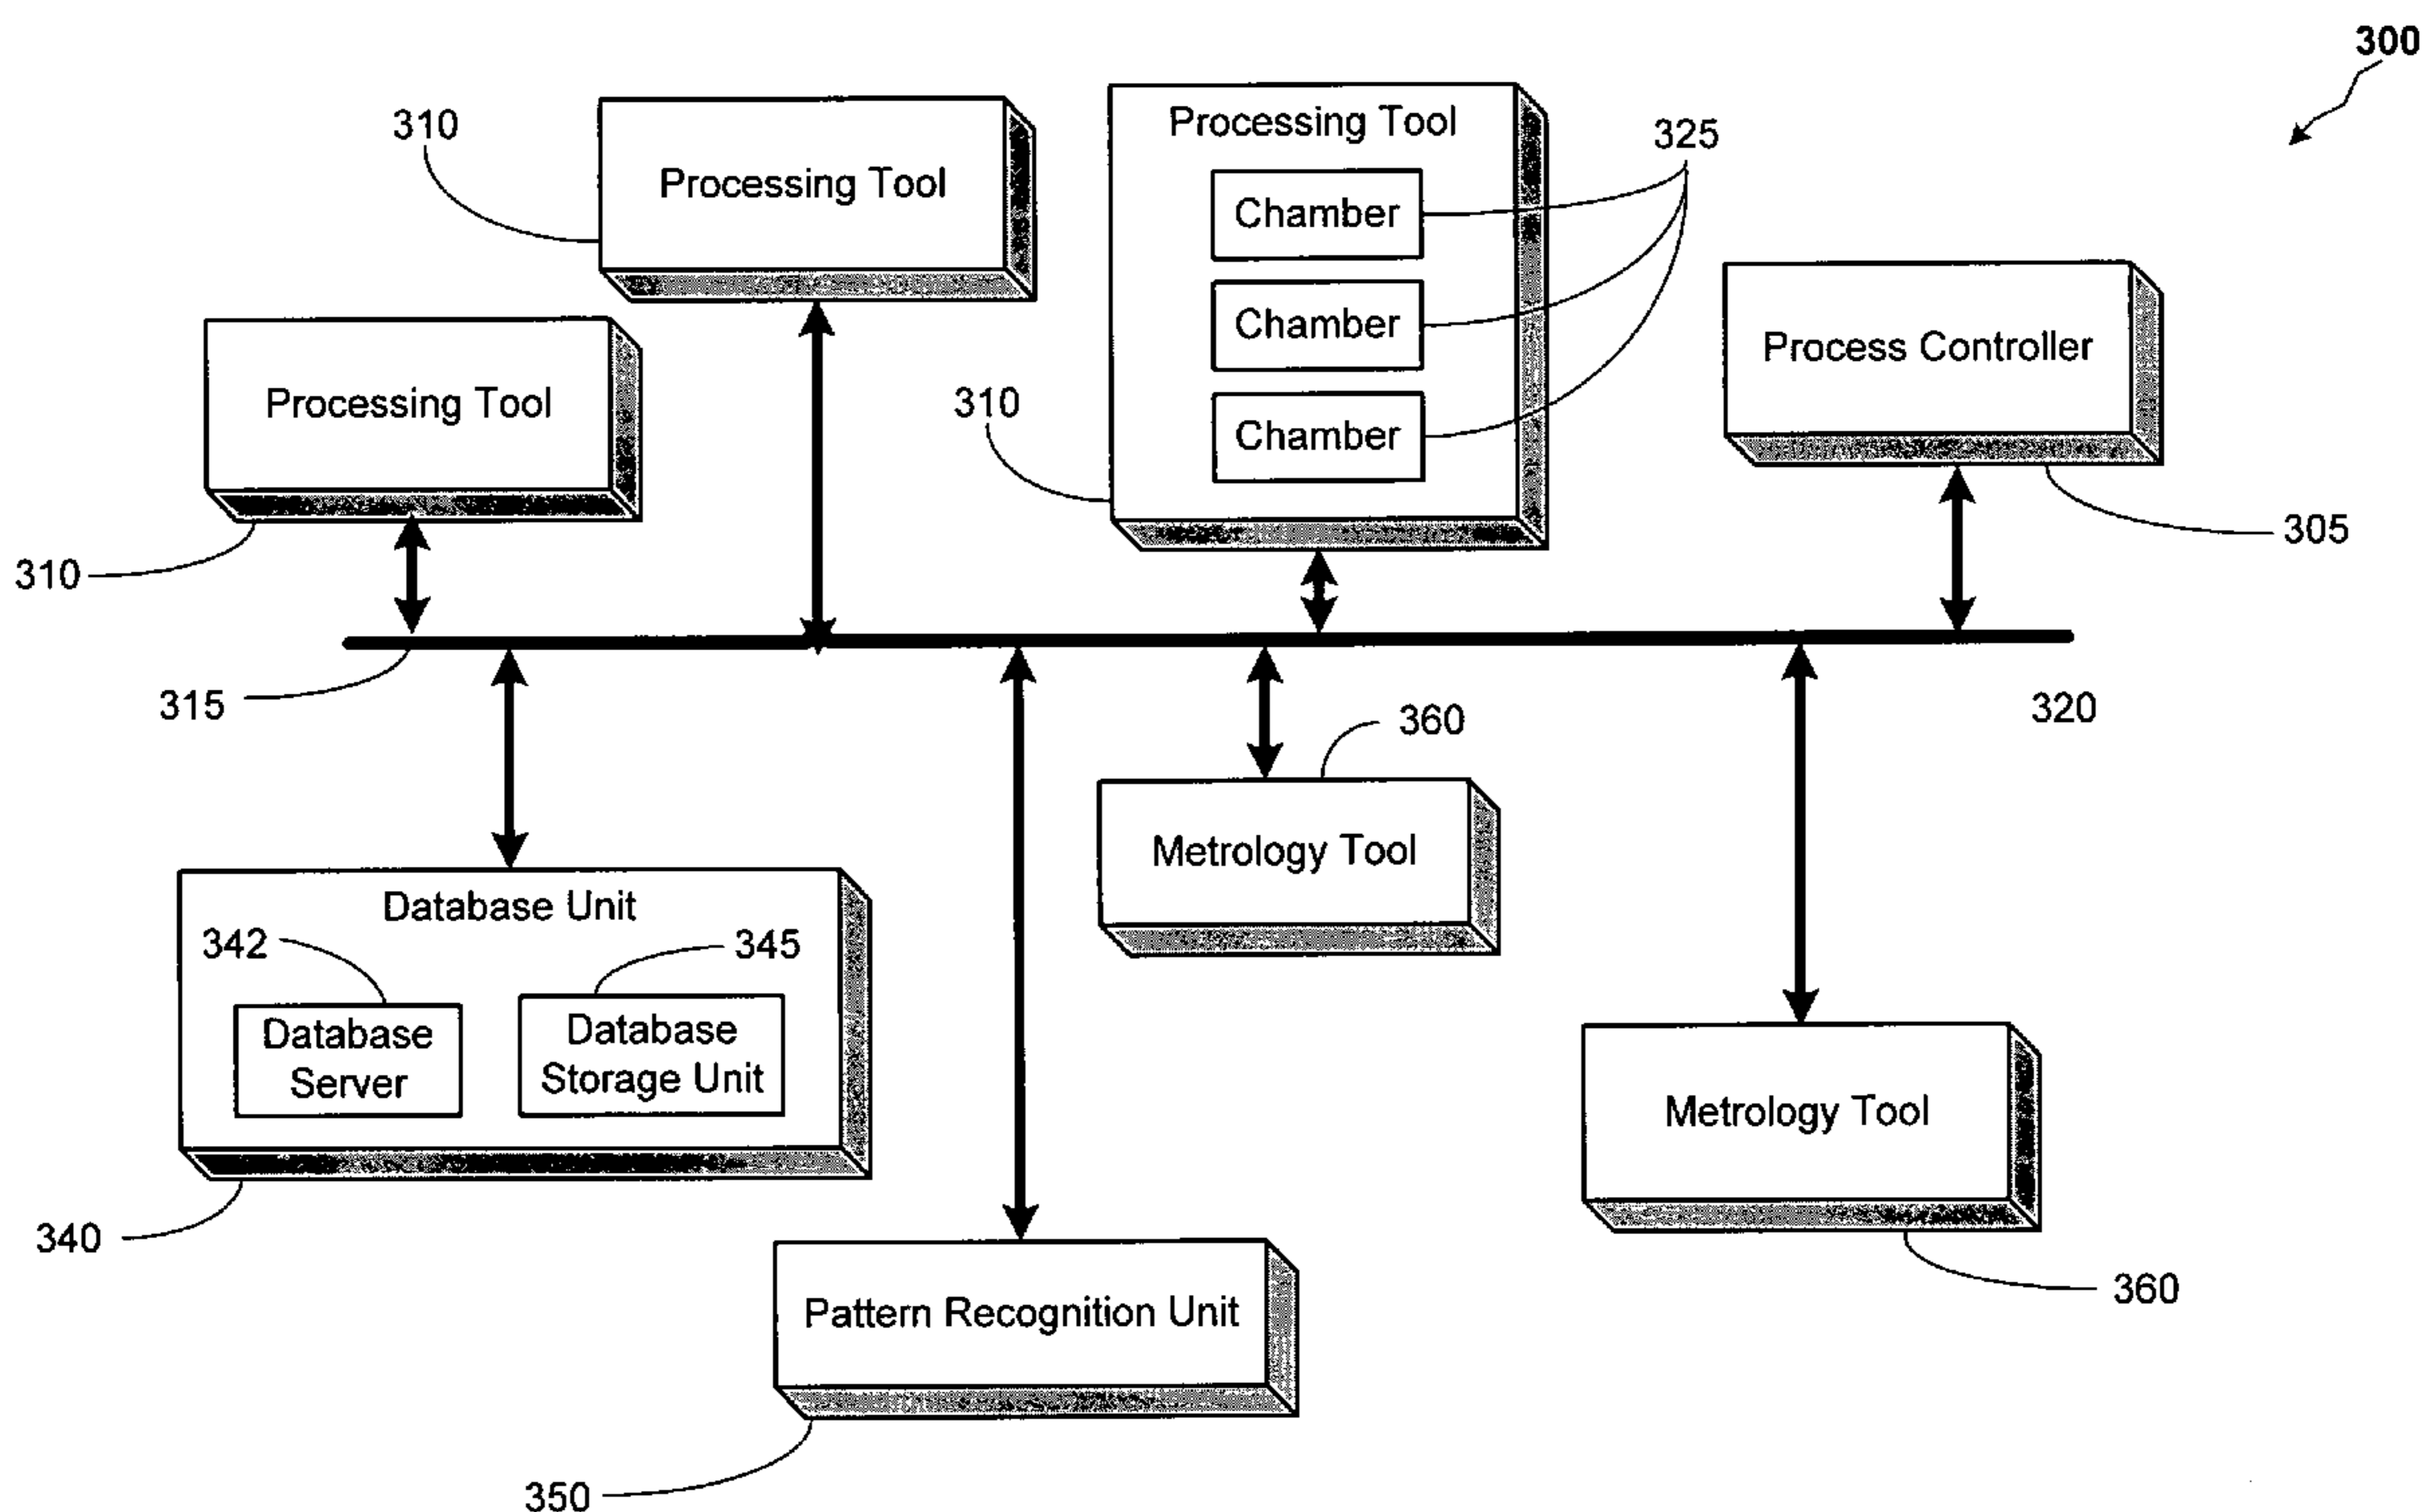 300
310
Processing Tool
Processing Tool
325
Chamber
Chamber
Chamber
310
Process Controller
305
Processing Tool
310
315
320
360
Metrology Tool
Database Unit
342
345
Database
Server
Database
Storage Unit
340
Metrology Tool
360
Pattern Recognition Unit
350